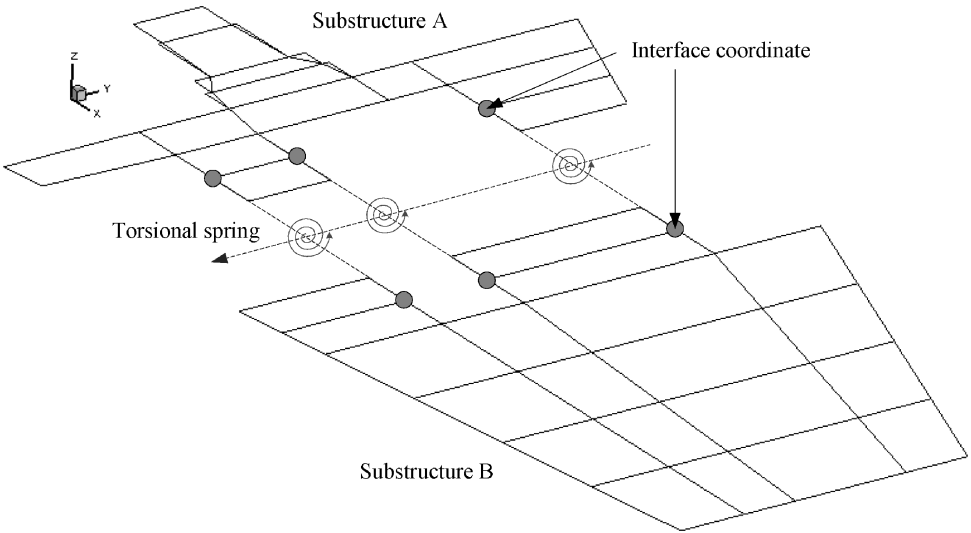 Substructure A
Interface coordinate
Z
Y
X
Torsional spring
Substructure B